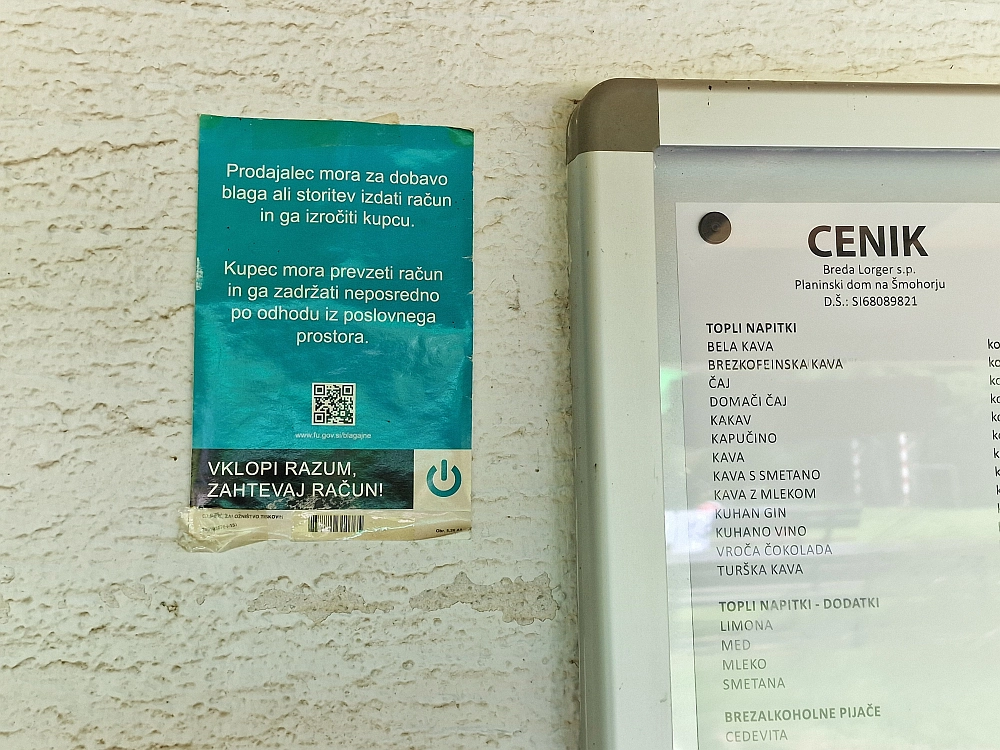 Prodajalec mora za dobavo
blaga ali storitev izdati račun
in ga izročiti kupcu.
Kupec mora prevzeti račun
in ga zadržati neposredno
po odhodu iz poslovnega
prostora.
www.fu.gov.si/blagajne
VKLOPI RAZUM,
ZAHTEVAJ RAČUN!
CENIK
Breda Lorger s.p.
Planinski dom na Šmohorju
D.Š.: SI68089821
TOPLI NAPITKI
BELA KAVA
BREZKOFEINSKA KAVA
ČAJ
DOMAČI ČAJ
KAKAV
KAPUČINO
KAVA
KAVA S SMETANO
KAVA Z MLEKOM
KUHAN GIN
KUHANO VINO
VROČA ČOKOLADA
TURŠKA KAVA
TOPLI NAPITKI - DODATKI
LIMONA
MED
MLEKO
SMETANA
BREZALKOHOLNE PIJAČE
CEDEVITA